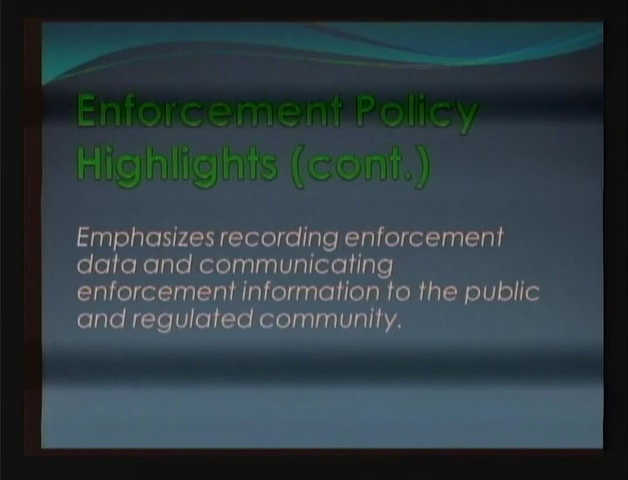 Enforcement Policy
Highlights (cont.)
Emphasizes recording enforcement
data and communicating
enforcement information to the public
and regulated community.